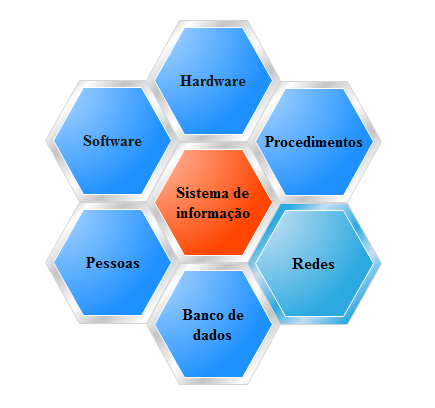 Hardware
Software
Procedimentos
Sistema de
informação
Pessoas
Redes
Banco de
dados